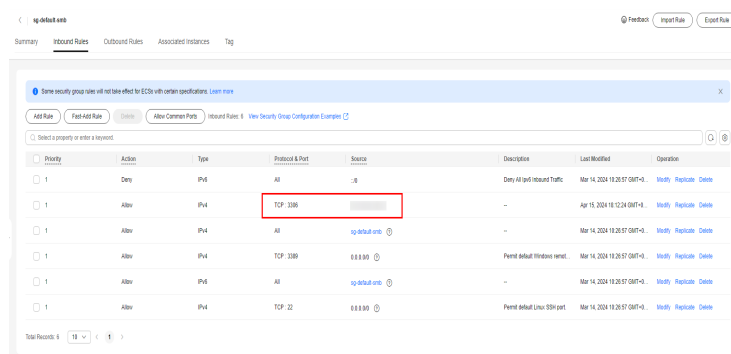 sg-default-smb
Feedback
Import Rule
Export Rule
Summary Inbound Rules Outbound Rules Associated Instances Tag
Some security group rules will not take effect for ECSs with certain specifications. Learn more
Add Rule Fast-Add Rule Delete Allow Common Ports Inbound Rules: 6 View Security Group Configuration Examples
Select a property or enter a keyword.
Priority Action Type Protocol & Port Source Description Last Modified Operation
1 Deny IPv6 All ::/0 Deny All Ipv6 Inbound Traffic Mar 14, 2024 18:26:57 GMT+0... Modify Replicate Delete
1 Allow IPv4 TCP : 3306 -- Apr 15, 2024 18:12:24 GMT+0... Modify Replicate Delete
1 Allow IPv4 All sg-default-smb -- Mar 14, 2024 18:26:57 GMT+0... Modify Replicate Delete
1 Allow IPv4 TCP : 3389 0.0.0.0/0 Permit default Windows remot... Mar 14, 2024 18:26:57 GMT+0... Modify Replicate Delete
1 Allow IPv6 All sg-default-smb -- Mar 14, 2024 18:26:57 GMT+0... Modify Replicate Delete
1 Allow IPv4 TCP : 22 0.0.0.0/0 Permit default Linux SSH port. Mar 14, 2024 18:26:57 GMT+0... Modify Replicate Delete
Total Records: 6 10 1